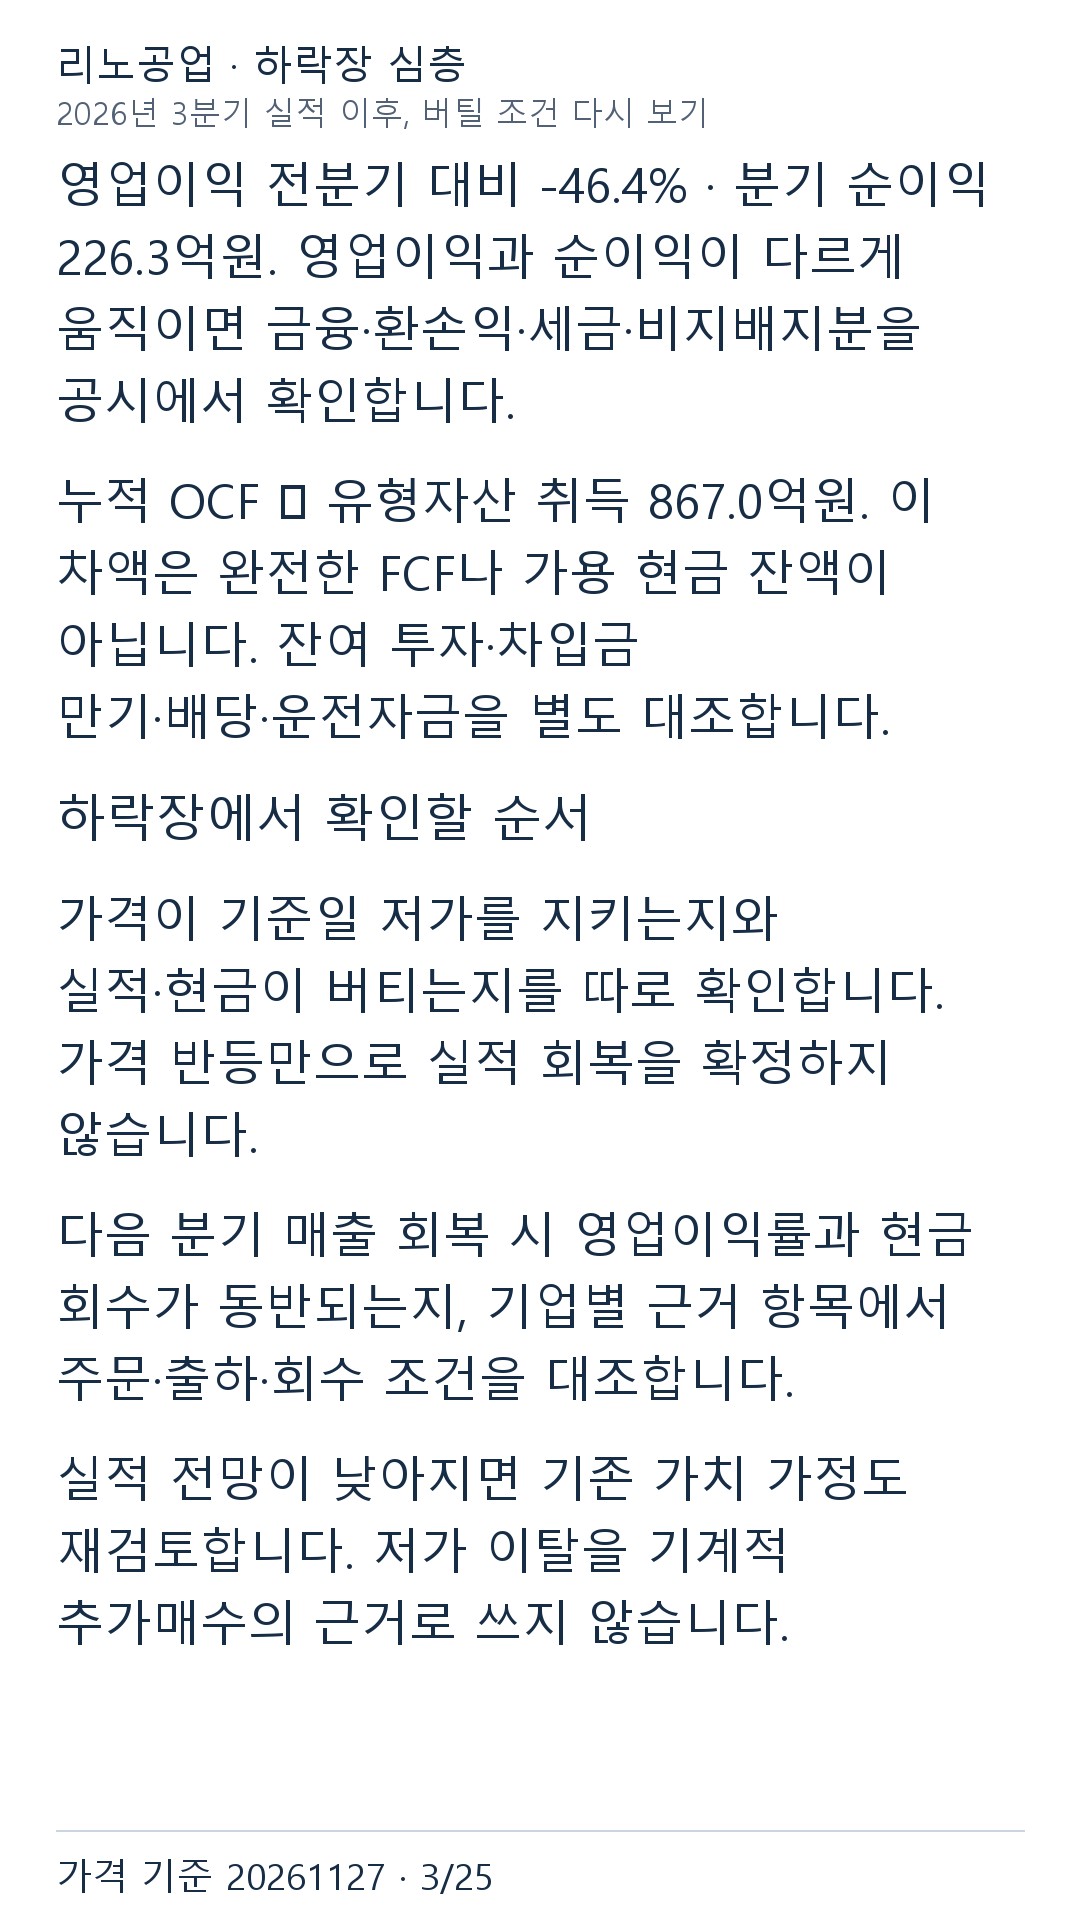 리노공업 · 하락장 심층
2026년 3분기 실적 이후, 버틸 조건 다시 보기
영업이익 전분기 대비 -46.4% · 분기 순이익
226.3억원. 영업이익과 순이익이 다르게
움직이면 금융·환손익·세금·비지배지분을
공시에서 확인합니다.
누적 OCF □ 유형자산 취득 867.0억원. 이
차액은 완전한 FCF나 가용 현금 잔액이
아닙니다. 잔여 투자·차입금
만기·배당·운전자금을 별도 대조합니다.
하락장에서 확인할 순서
가격이 기준일 저가를 지키는지와
실적·현금이 버티는지를 따로 확인합니다.
가격 반등만으로 실적 회복을 확정하지
않습니다.
다음 분기 매출 회복 시 영업이익률과 현금
회수가 동반되는지, 기업별 근거 항목에서
주문·출하·회수 조건을 대조합니다.
실적 전망이 낮아지면 기존 가치 가정도
재검토합니다. 저가 이탈을 기계적
추가매수의 근거로 쓰지 않습니다.
가격 기준 20261127 · 3/25